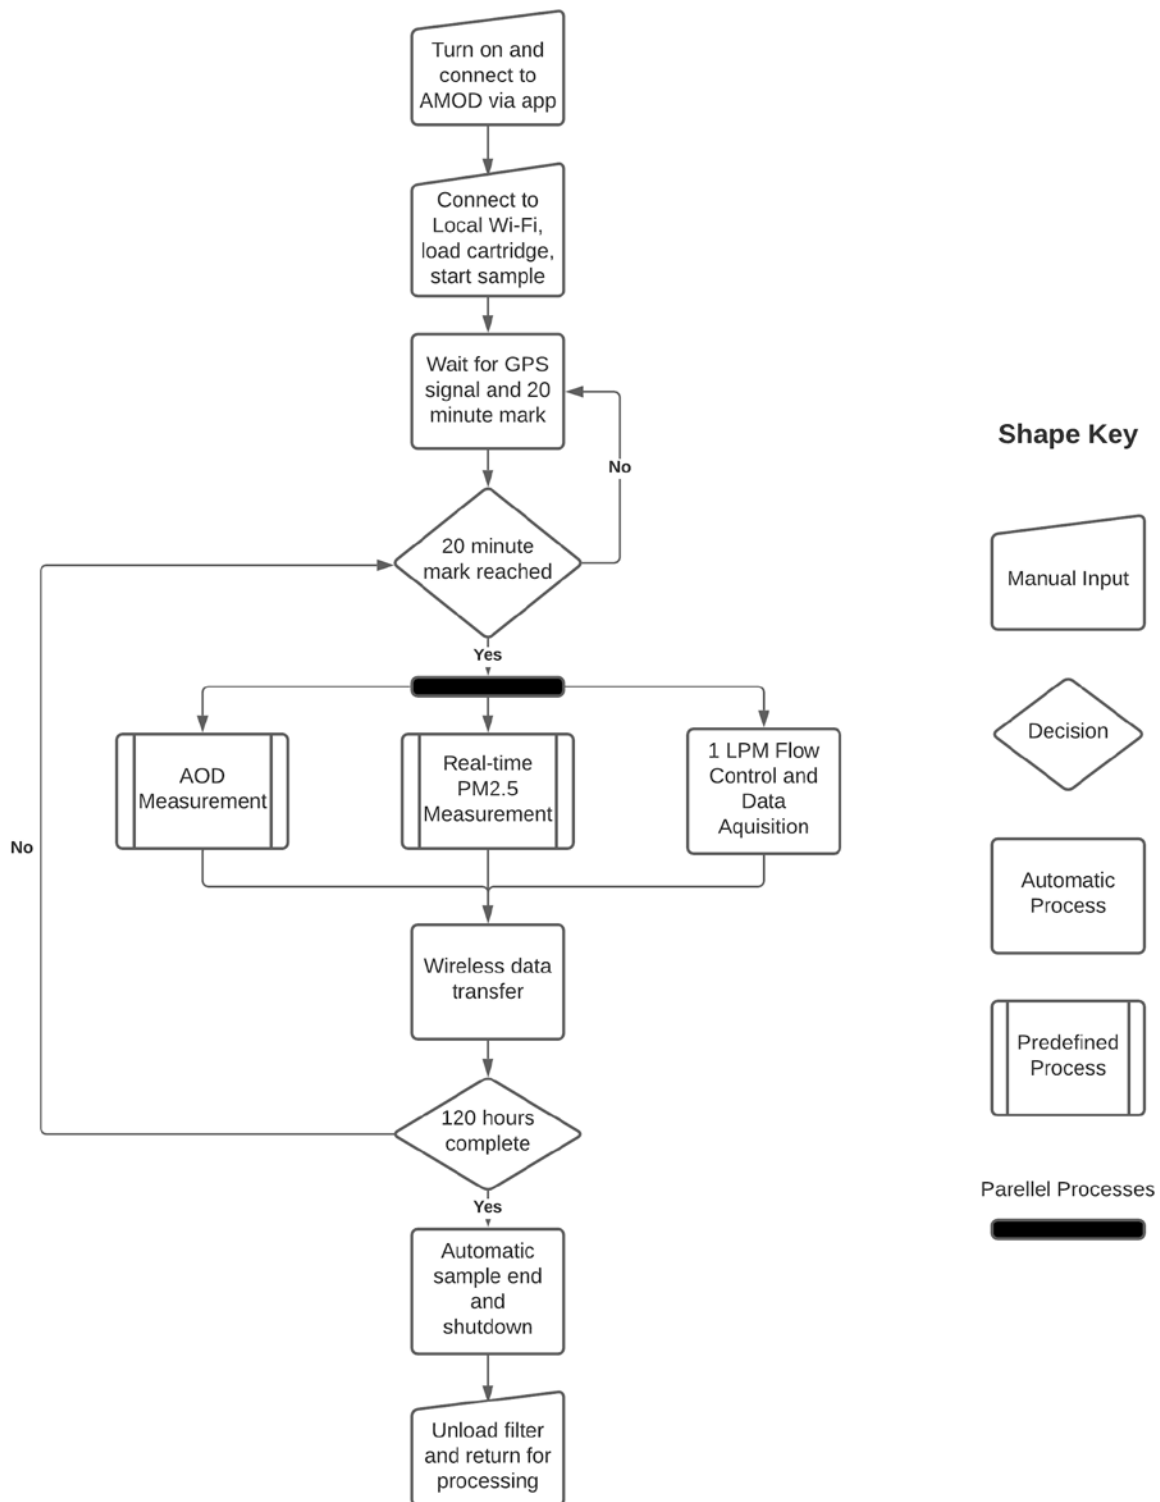 Turn on and
connect to
AMOD via app
Connect to
Local Wi-Fi,
load cartridge,
start sample
Wait for GPS
signal and 20
minute mark
No
20 minute
mark reached
Yes
AOD
Measurement
Real-time
PM2.5
Measurement
1 LPM Flow
Control and
Data
Aquisition
No
Wireless data
transfer
120 hours
complete
Yes
Automatic
sample end
and
shutdown
Unload filter
and return for
processing
Shape Key
Manual Input
Decision
Automatic
Process
Predefined
Process
Parellel Processes